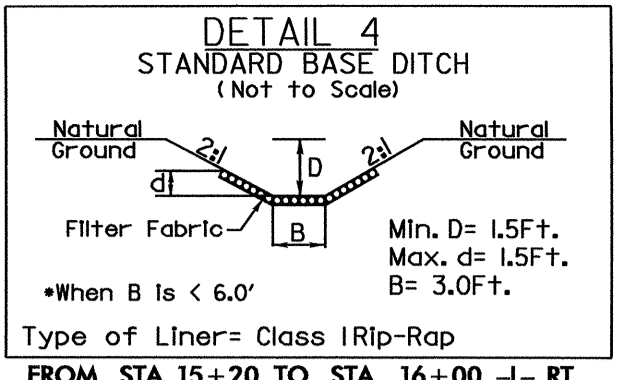 DETAIL 4
STANDARD BASE DITCH
(Not to Scale)
Natural
Ground
2:1
D
2:1
Natural
Ground
d
Filter Fabric
B
Min. D= 1.5Ft.
Max. d= 1.5Ft.
B= 3.0Ft.
*When B is < 6.0'
Type of Liner= Class I Rip-Rap
FROM STA 15+20 TO STA 16+00 -L- RT